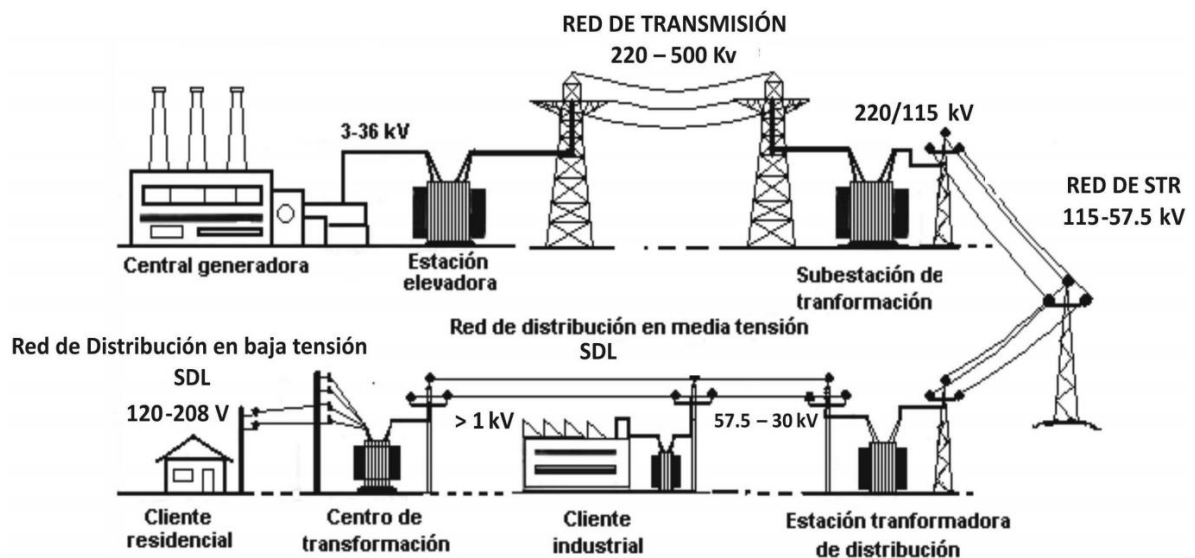 RED DE TRANSMISIÓN
220 – 500 Kv
3-36 kV
220/115 kV
RED DE STR
115-57.5 kV
Central generadora
Estación
elevadora
Subestación de
tranformación
Red de distribución en media tensión
SDL
Red de Distribución en baja tensión
SDL
120-208 V
> 1 kV
57.5 – 30 kV
Cliente
residencial
Centro de
transformación
Cliente
industrial
Estación tranformadora
de distribución